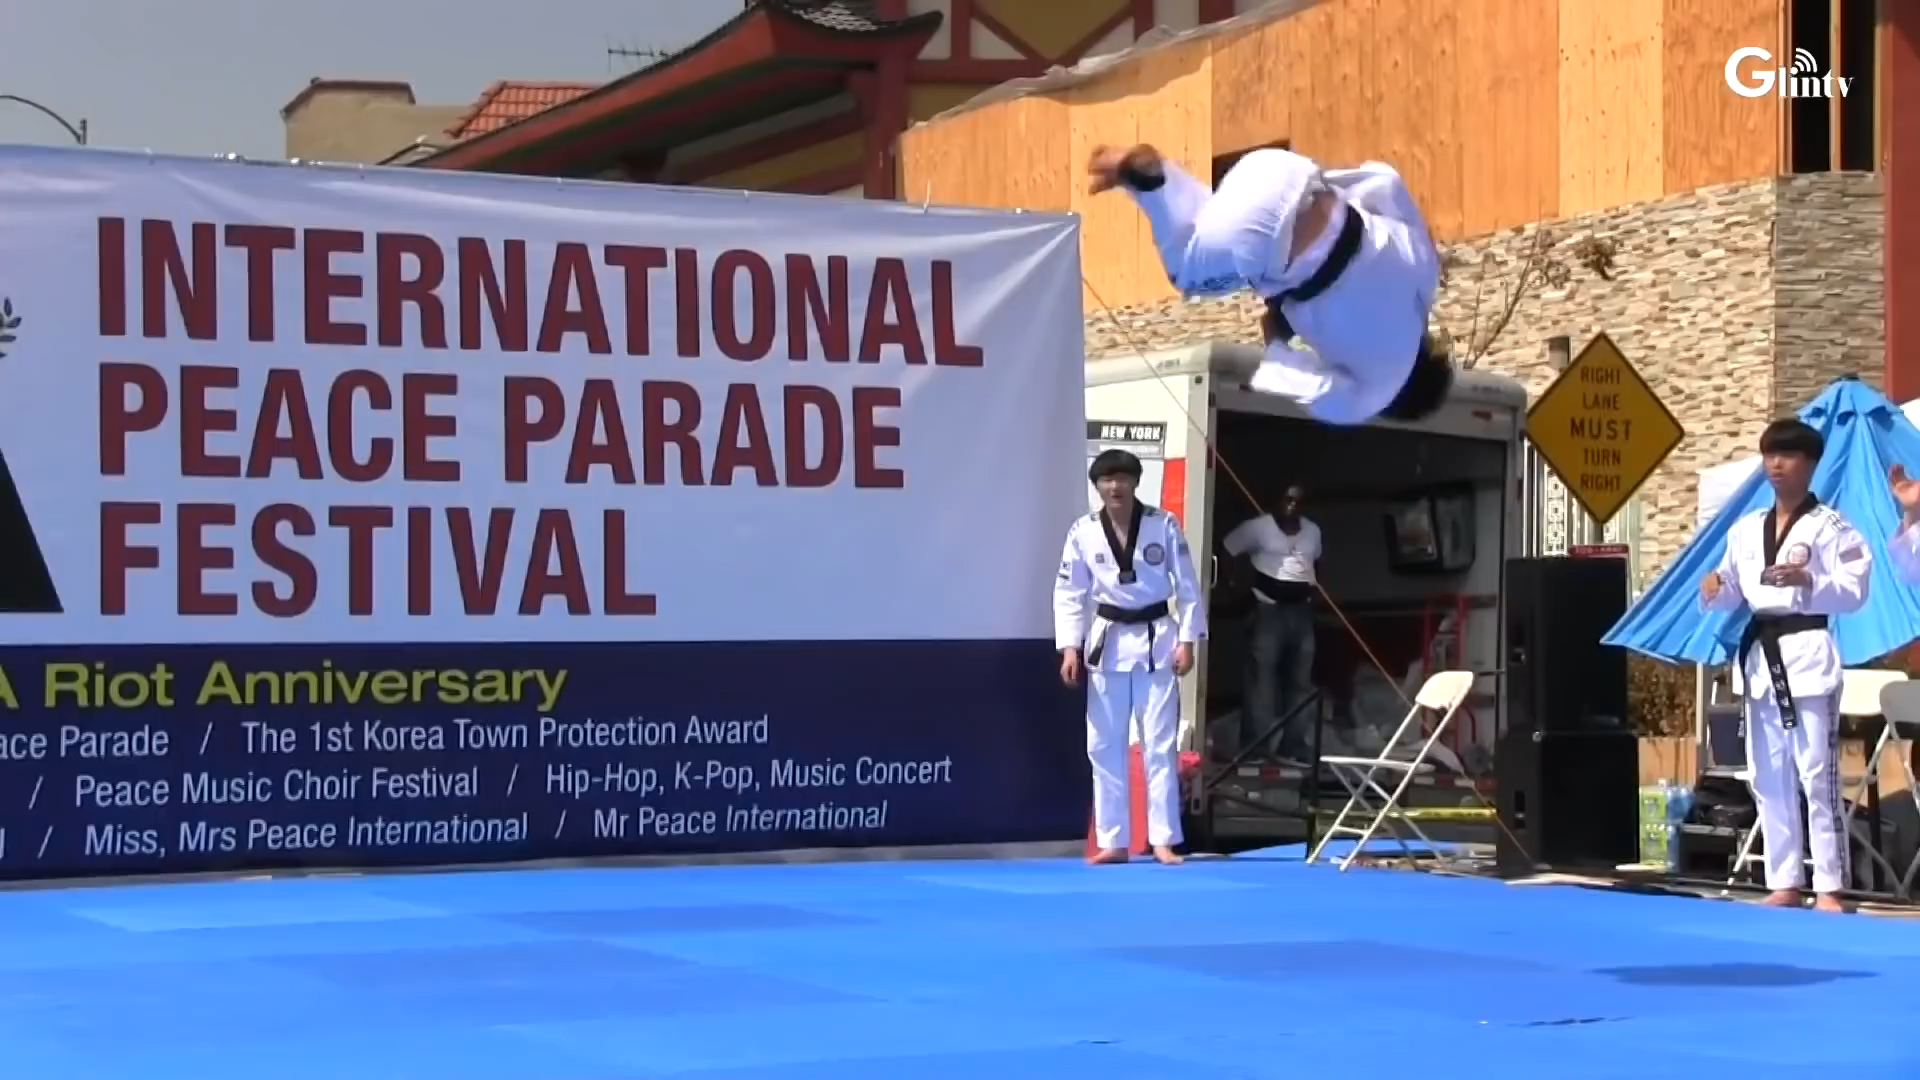 Glintv
INTERNATIONAL
PEACE PARADE
FESTIVAL
A Riot Anniversary
ace Parade / The 1st Korea Town Protection Award
/ Peace Music Choir Festival / Hip-Hop, K-Pop, Music Concert
/ Miss, Mrs Peace International / Mr Peace International
NEW YORK
RIGHT
LANE
MUST
TURN
RIGHT